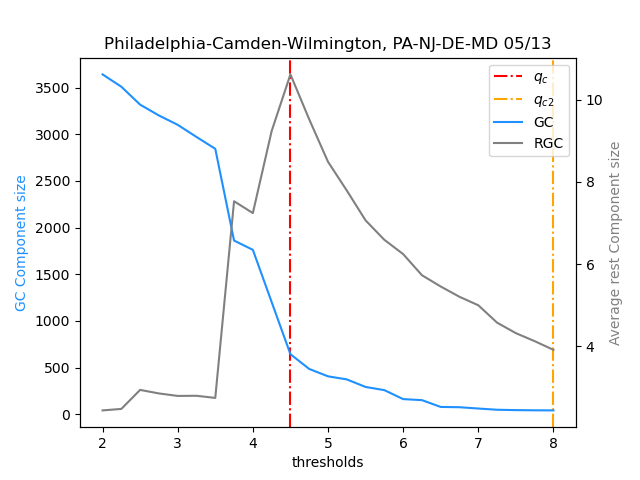 Philadelphia-Camden-Wilmington, PA-NJ-DE-MD 05/13
GC Component size
3500
3000
2500
2000
1500
1000
500
0
2
3
4
5
6
7
8
thresholds
10
8
6
4
Average rest Component size
q_c
q_c2
GC
RGC